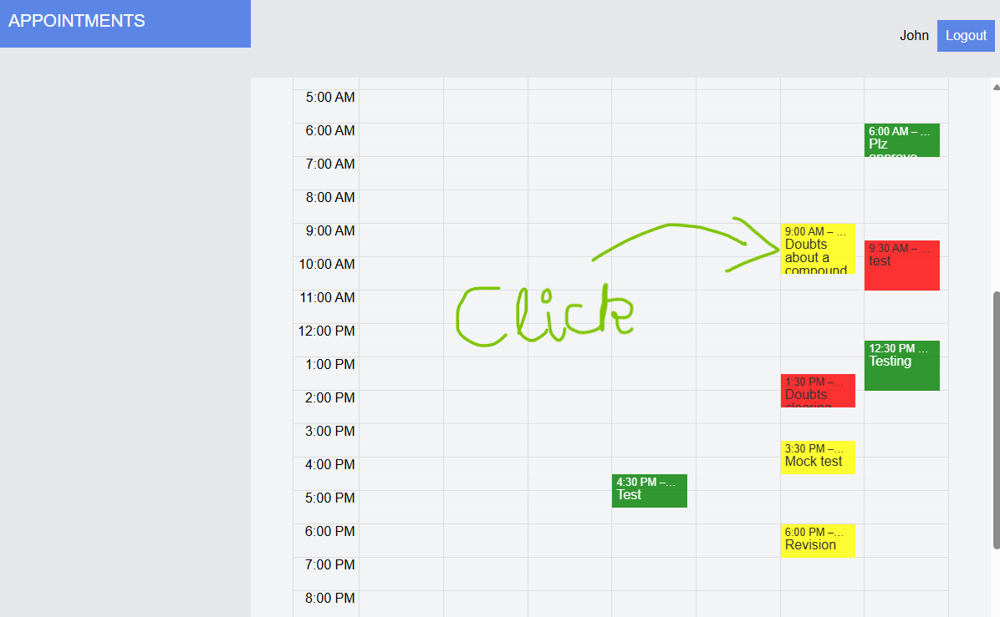 APPOINTMENTS
John Logout
5:00 AM
6:00 AM
6:00 AM – ...
Plz
approve
7:00 AM
8:00 AM
9:00 AM
9:00 AM – ...
Doubts
about a
compound
9:30 AM – ...
test
10:00 AM
11:00 AM
Click
12:00 PM
12:30 PM ...
Testing
1:00 PM
1:30 PM –...
Doubts
clearing
2:00 PM
3:00 PM
3:30 PM –...
Mock test
4:00 PM
4:30 PM –...
Test
5:00 PM
6:00 PM
6:00 PM –...
Revision
7:00 PM
8:00 PM